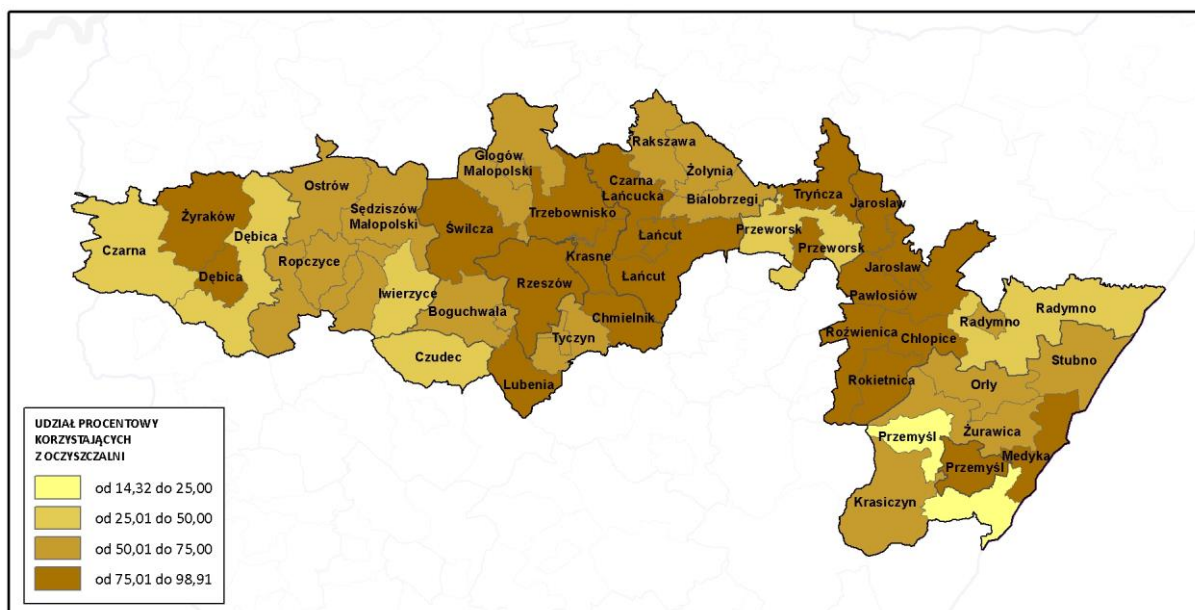 Rakszawa
Głogów
Małopolski
Żolynia
Czarna
Łańcucka
Ostrów
Bialobrzegi
Tryńcza
Jarosław
Sędziszów
Małopolski
Trzebownisko
Żyraków
Świlcza
Dębica
Łańcut
Przeworsk
Czarna
Przeworsk
Krasne
Ropczyce
Jarosław
Dębica
Rzeszów
Łańcut
Iwierzyce
Pawłosiów
Boguchwala
Chmielnik
Radymno
Radymno
Roźwienica
Chłopice
Tyczyn
Czudec
Stubno
Lubenia
Rokietnica
Orly
Przemyśl
Żurawica
Medyka
Przemyśl
Krasiczyn
UDZIAŁ PROCENTOWY
KORZYSTAJĄCYCH
Z OCZYSZCZALNI
od 14,32 do 25,00
od 25,01 do 50,00
od 50,01 do 75,00
od 75,01 do 98,91